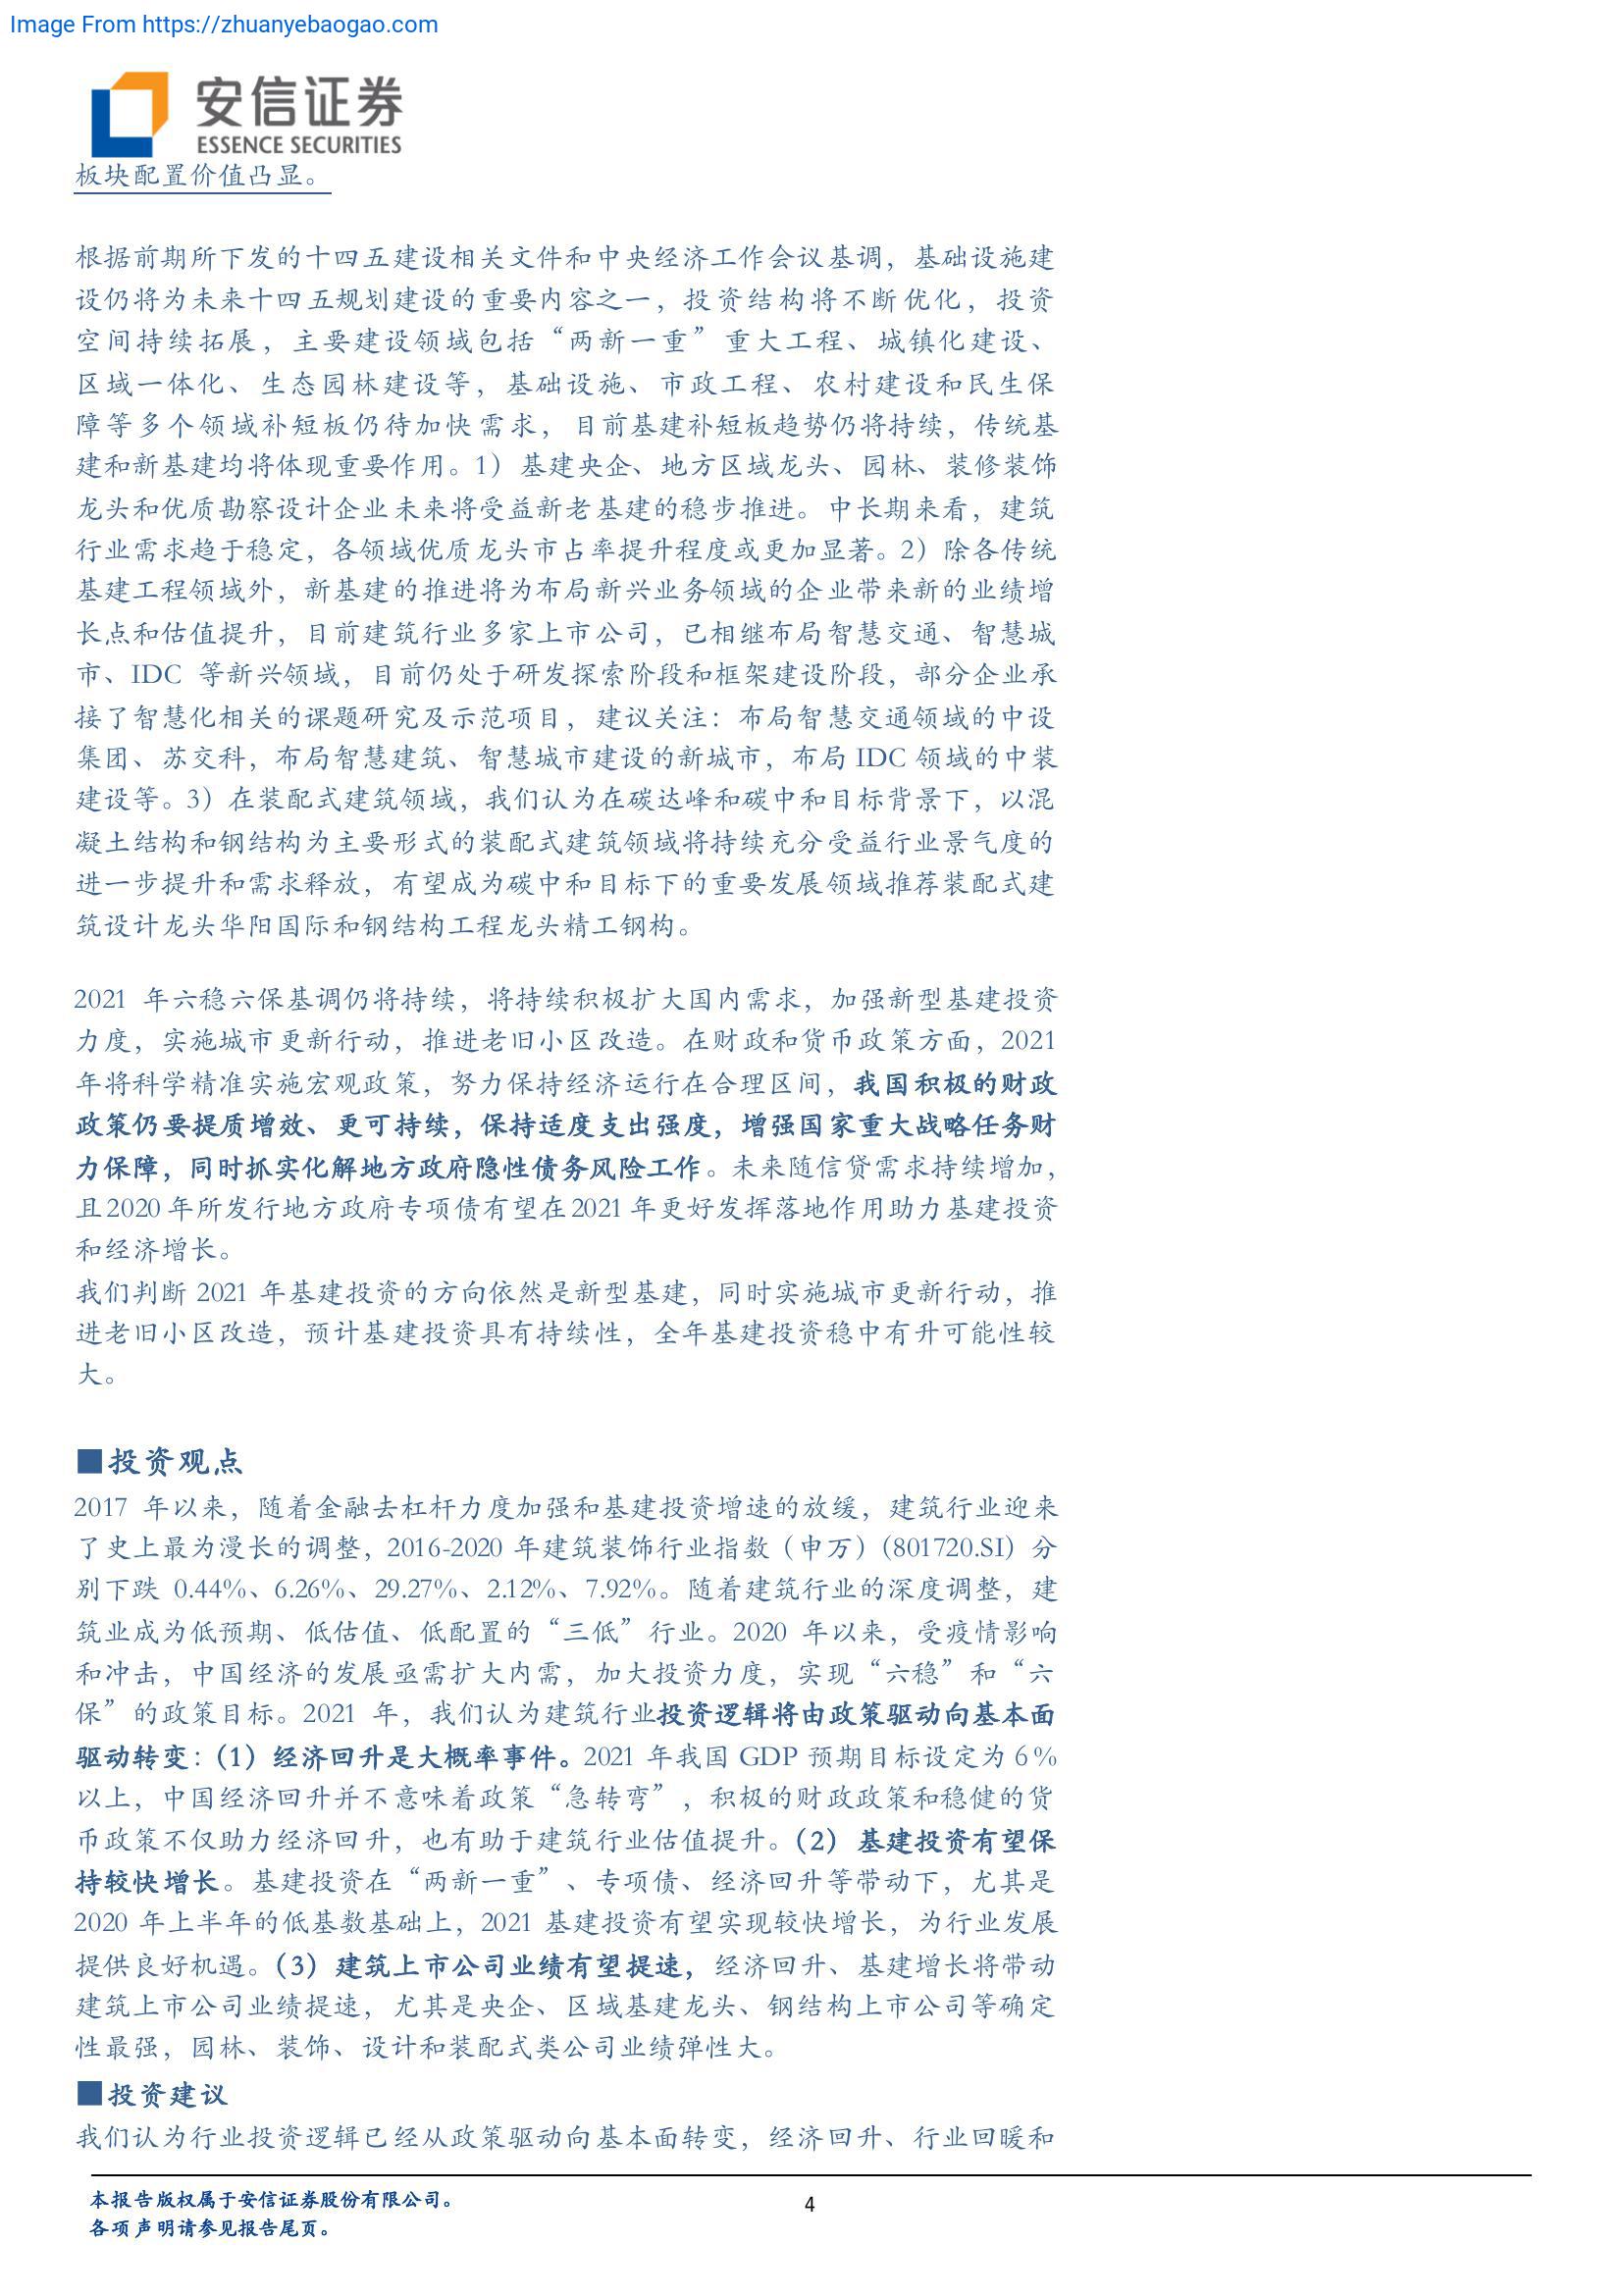 Image From https://zhuanyebaogao.com
安信证券
ESSENCE SECURITIES
板块配置价值凸显。
根据前期所下发的十四五建设相关文件和中央经济工作会议基调，基础设施建
设仍将为未来十四五规划建设的重要内容之一，投资结构将不断优化，投资
空间持续拓展，主要建设领域包括“两新一重”重大工程、城镇化建设、
区域一体化、生态园林建设等，基础设施、市政工程、农村建设和民生保
障等多个领域补短板仍待加快需求，目前基建补短板趋势仍将持续，传统基
建和新基建均将体现重要作用。1）基建央企、地方区域龙头、园林、装修装饰
龙头和优质勘察设计企业未来将受益新老基建的稳步推进。中长期来看，建筑
行业需求趋于稳定，各领域优质龙头市占率提升程度或更加显著。2）除各传统
基建工程领域外，新基建的推进将为布局新兴业务领域的企业带来新的业绩增
长点和估值提升，目前建筑行业多家上市公司，已相继布局智慧交通、智慧城
市、IDC 等新兴领域，目前仍处于研发探索阶段和框架建设阶段，部分企业承
接了智慧化相关的课题研究及示范项目，建议关注：布局智慧交通领域的中设
集团、苏交科，布局智慧建筑、智慧城市建设的新城市，布局 IDC 领域的中装
建设等。3）在装配式建筑领域，我们认为在碳达峰和碳中和目标背景下，以混
凝土结构和钢结构为主要形式的装配式建筑领域将持续充分受益行业景气度的
进一步提升和需求释放，有望成为碳中和目标下的重要发展领域推荐装配式建
筑设计龙头华阳国际和钢结构工程龙头精工钢构。
2021 年六稳六保基调仍将持续，将持续积极扩大国内需求，加强新型基建投资
力度，实施城市更新行动，推进老旧小区改造。在财政和货币政策方面，2021
年将科学精准实施宏观政策，努力保持经济运行在合理区间，我国积极的财政
政策仍要提质增效、更可持续，保持适度支出强度，增强国家重大战略任务财
力保障，同时抓实化解地方政府隐性债务风险工作。未来随信贷需求持续增加，
且 2020 年所发行地方政府专项债有望在 2021 年更好发挥落地作用助力基建投资
和经济增长。
我们判断 2021 年基建投资的方向依然是新型基建，同时实施城市更新行动，推
进老旧小区改造，预计基建投资具有持续性，全年基建投资稳中有升可能性较
大。
■投资观点
2017 年以来，随着金融去杠杆力度加强和基建投资增速的放缓，建筑行业迎来
了史上最为漫长的调整，2016-2020 年建筑装饰行业指数（申万）（801720.SI）分
别下跌 0.44%、6.26%、29.27%、2.12%、7.92%。随着建筑行业的深度调整，建
筑业成为低预期、低估值、低配置的“三低”行业。2020 年以来，受疫情影响
和冲击，中国经济的发展亟需扩大内需，加大投资力度，实现“六稳”和“六
保”的政策目标。2021 年，我们认为建筑行业投资逻辑将由政策驱动向基本面
驱动转变：（1）经济回升是大概率事件。2021 年我国 GDP 预期目标设定为 6%
以上，中国经济回升并不意味着政策“急转弯”，积极的财政政策和稳健的货
币政策不仅助力经济回升，也有助于建筑行业估值提升。（2）基建投资有望保
持较快增长。基建投资在“两新一重”、专项债、经济回升等带动下，尤其是
2020 年上半年的低基数基础上，2021 基建投资有望实现较快增长，为行业发展
提供良好机遇。（3）建筑上市公司业绩有望提速，经济回升、基建增长将带动
建筑上市公司业绩提速，尤其是央企、区域基建龙头、钢结构上市公司等确定
性最强，园林、装饰、设计和装配式类公司业绩弹性大。
■投资建议
我们认为行业投资逻辑已经从政策驱动向基本面转变，经济回升、行业回暖和
本报告版权属于安信证券股份有限公司。
各项声明请参见报告尾页。
4